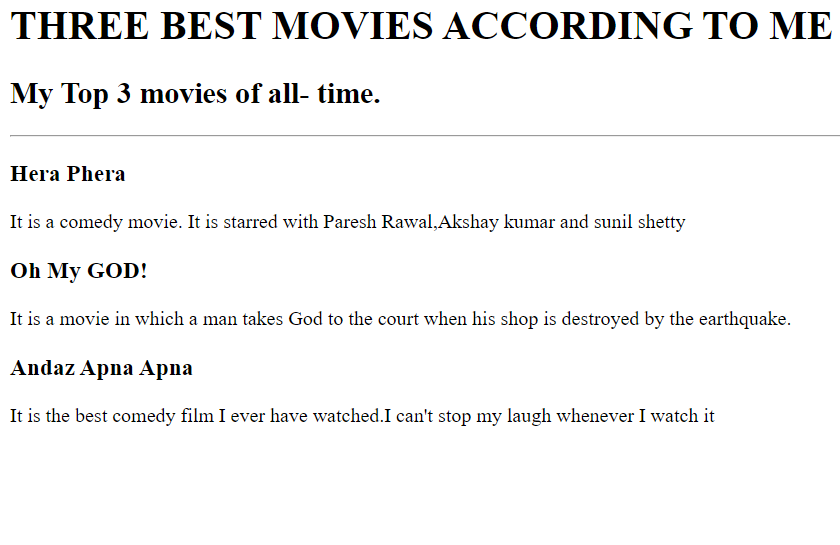 THREE BEST MOVIES ACCORDING TO ME
My Top 3 movies of all- time.
Hera Phera
It is a comedy movie. It is starred with Paresh Rawal,Akshay kumar and sunil shetty
Oh My GOD!
It is a movie in which a man takes God to the court when his shop is destroyed by the earthquake.
Andaz Apna Apna
It is the best comedy film I ever have watched.I can't stop my laugh whenever I watch it